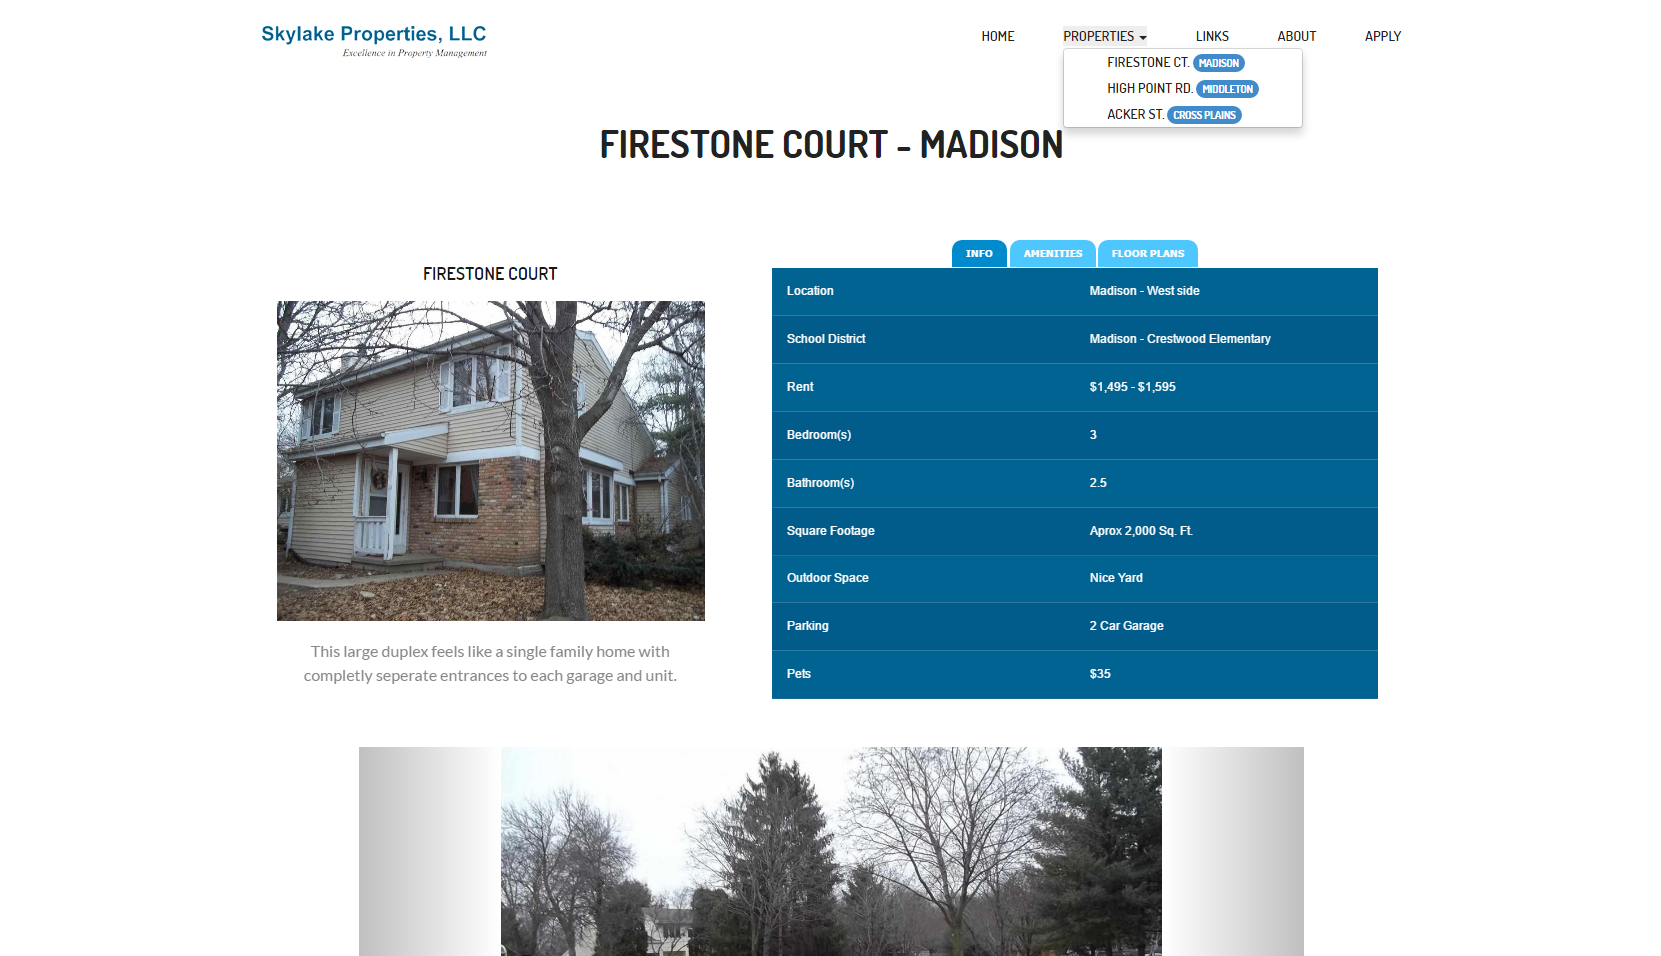 Skylake Properties, LLC
Excellence in Property Management
HOME PROPERTIES LINKS ABOUT APPLY
FIRESTONE CT. MADISON
HIGH POINT RD. MIDDLETON
ACKER ST. CROSS PLAINS
FIRESTONE COURT - MADISON
FIRESTONE COURT
This large duplex feels like a single family home with
completly seperate entrances to each garage and unit.
INFO AMENITIES FLOOR PLANS
Location Madison - West side
School District Madison - Crestwood Elementary
Rent $1,495 - $1,595
Bedroom(s) 3
Bathroom(s) 2.5
Square Footage Aprox 2,000 Sq. Ft.
Outdoor Space Nice Yard
Parking 2 Car Garage
Pets $35